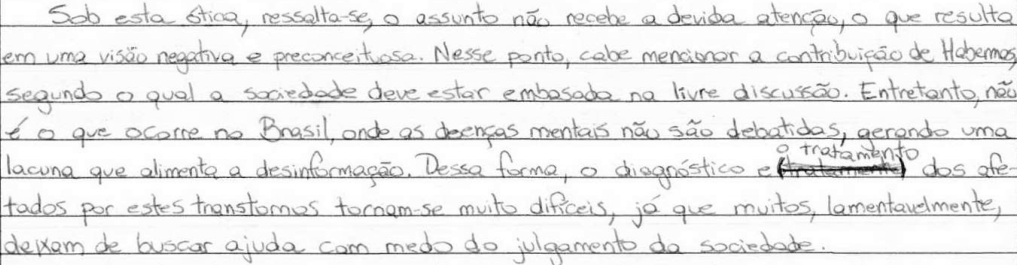 Sob esta ótica, ressalta-se, o assunto não recebe a devida atenção, o que resulta
em uma visão negativa e preconceituosa. Nesse ponto, cabe mencionar a contribuição de Habermas,
segundo o qual a sociedade deve estar embasada na livre discussão. Entretanto, não
é o que ocorre no Brasil, onde as doenças mentais não são debatidas, gerando uma
o tratamento
lacuna que alimenta a desinformação. Dessa forma, o diagnóstico e (tratamento) dos afe-
tados por estes transtornos tornam-se muito difíceis, já que muitos, lamentavelmente,
deixam de buscar ajuda com medo do julgamento da sociedade.